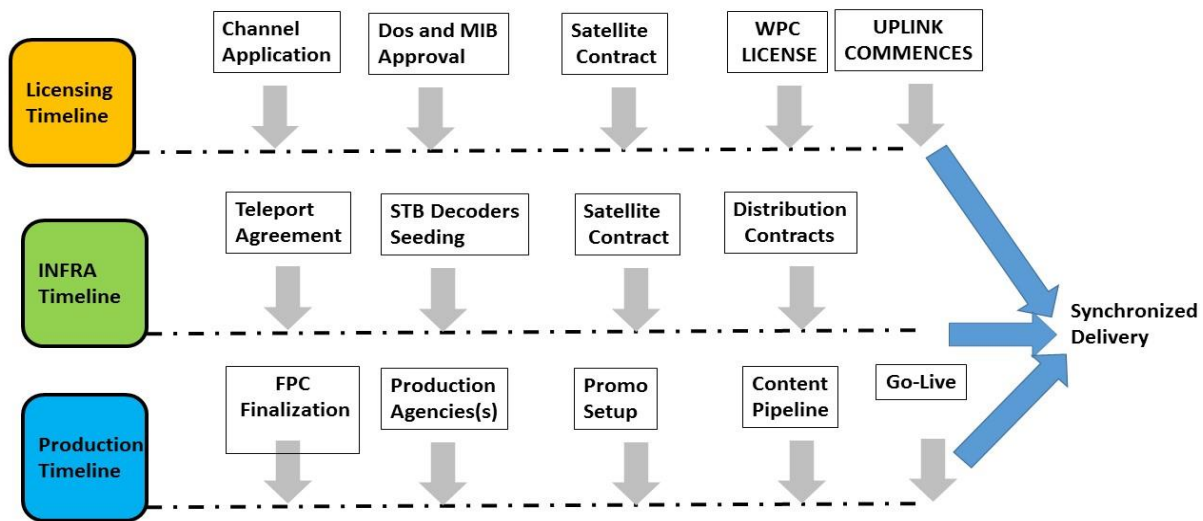 Licensing
Timeline
Channel
Application
Dos and MIB
Approval
Satellite
Contract
WPC
LICENSE
UPLINK
COMMENCES
INFRA
Timeline
Teleport
Agreement
STB Decoders
Seeding
Satellite
Contract
Distribution
Contracts
Synchronized
Delivery
Production
Timeline
FPC
Finalization
Production
Agencies(s)
Promo
Setup
Content
Pipeline
Go-Live